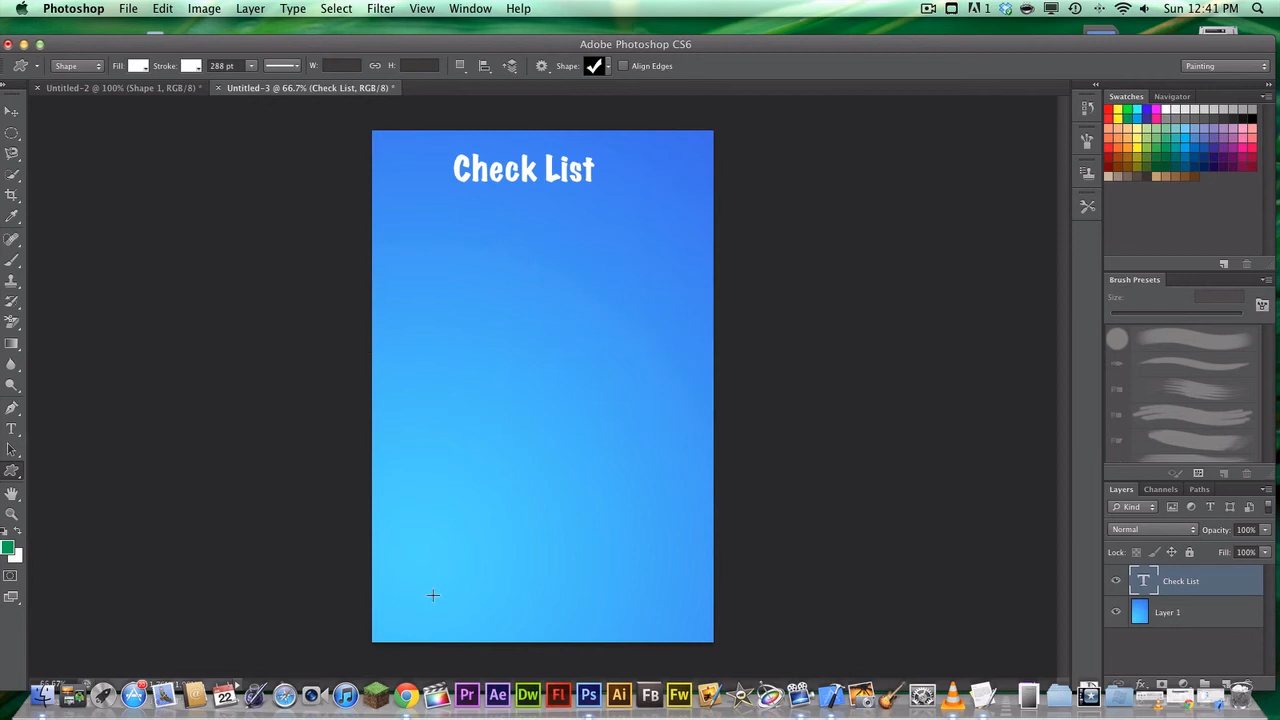 Photoshop File Edit Image Layer Type Select Filter View Window Help
1 Sun 12:41 PM
Adobe Photoshop CS6
Shape Fill: Stroke: 288 pt W: H: Shape: Align Edges Painting
Untitled-2 @ 100% (Shape 1, RGB/8) * Untitled-3 @ 66.7% (Check List, RGB/8) *
Swatches Navigator
Check List
Brush Presets
Size:
Layers Channels Paths
Kind
Normal Opacity: 100%
Lock: Fill: 100%
T Check List
Layer 1
22 Pr Ae Dw Fl Ps Ai FB Fw